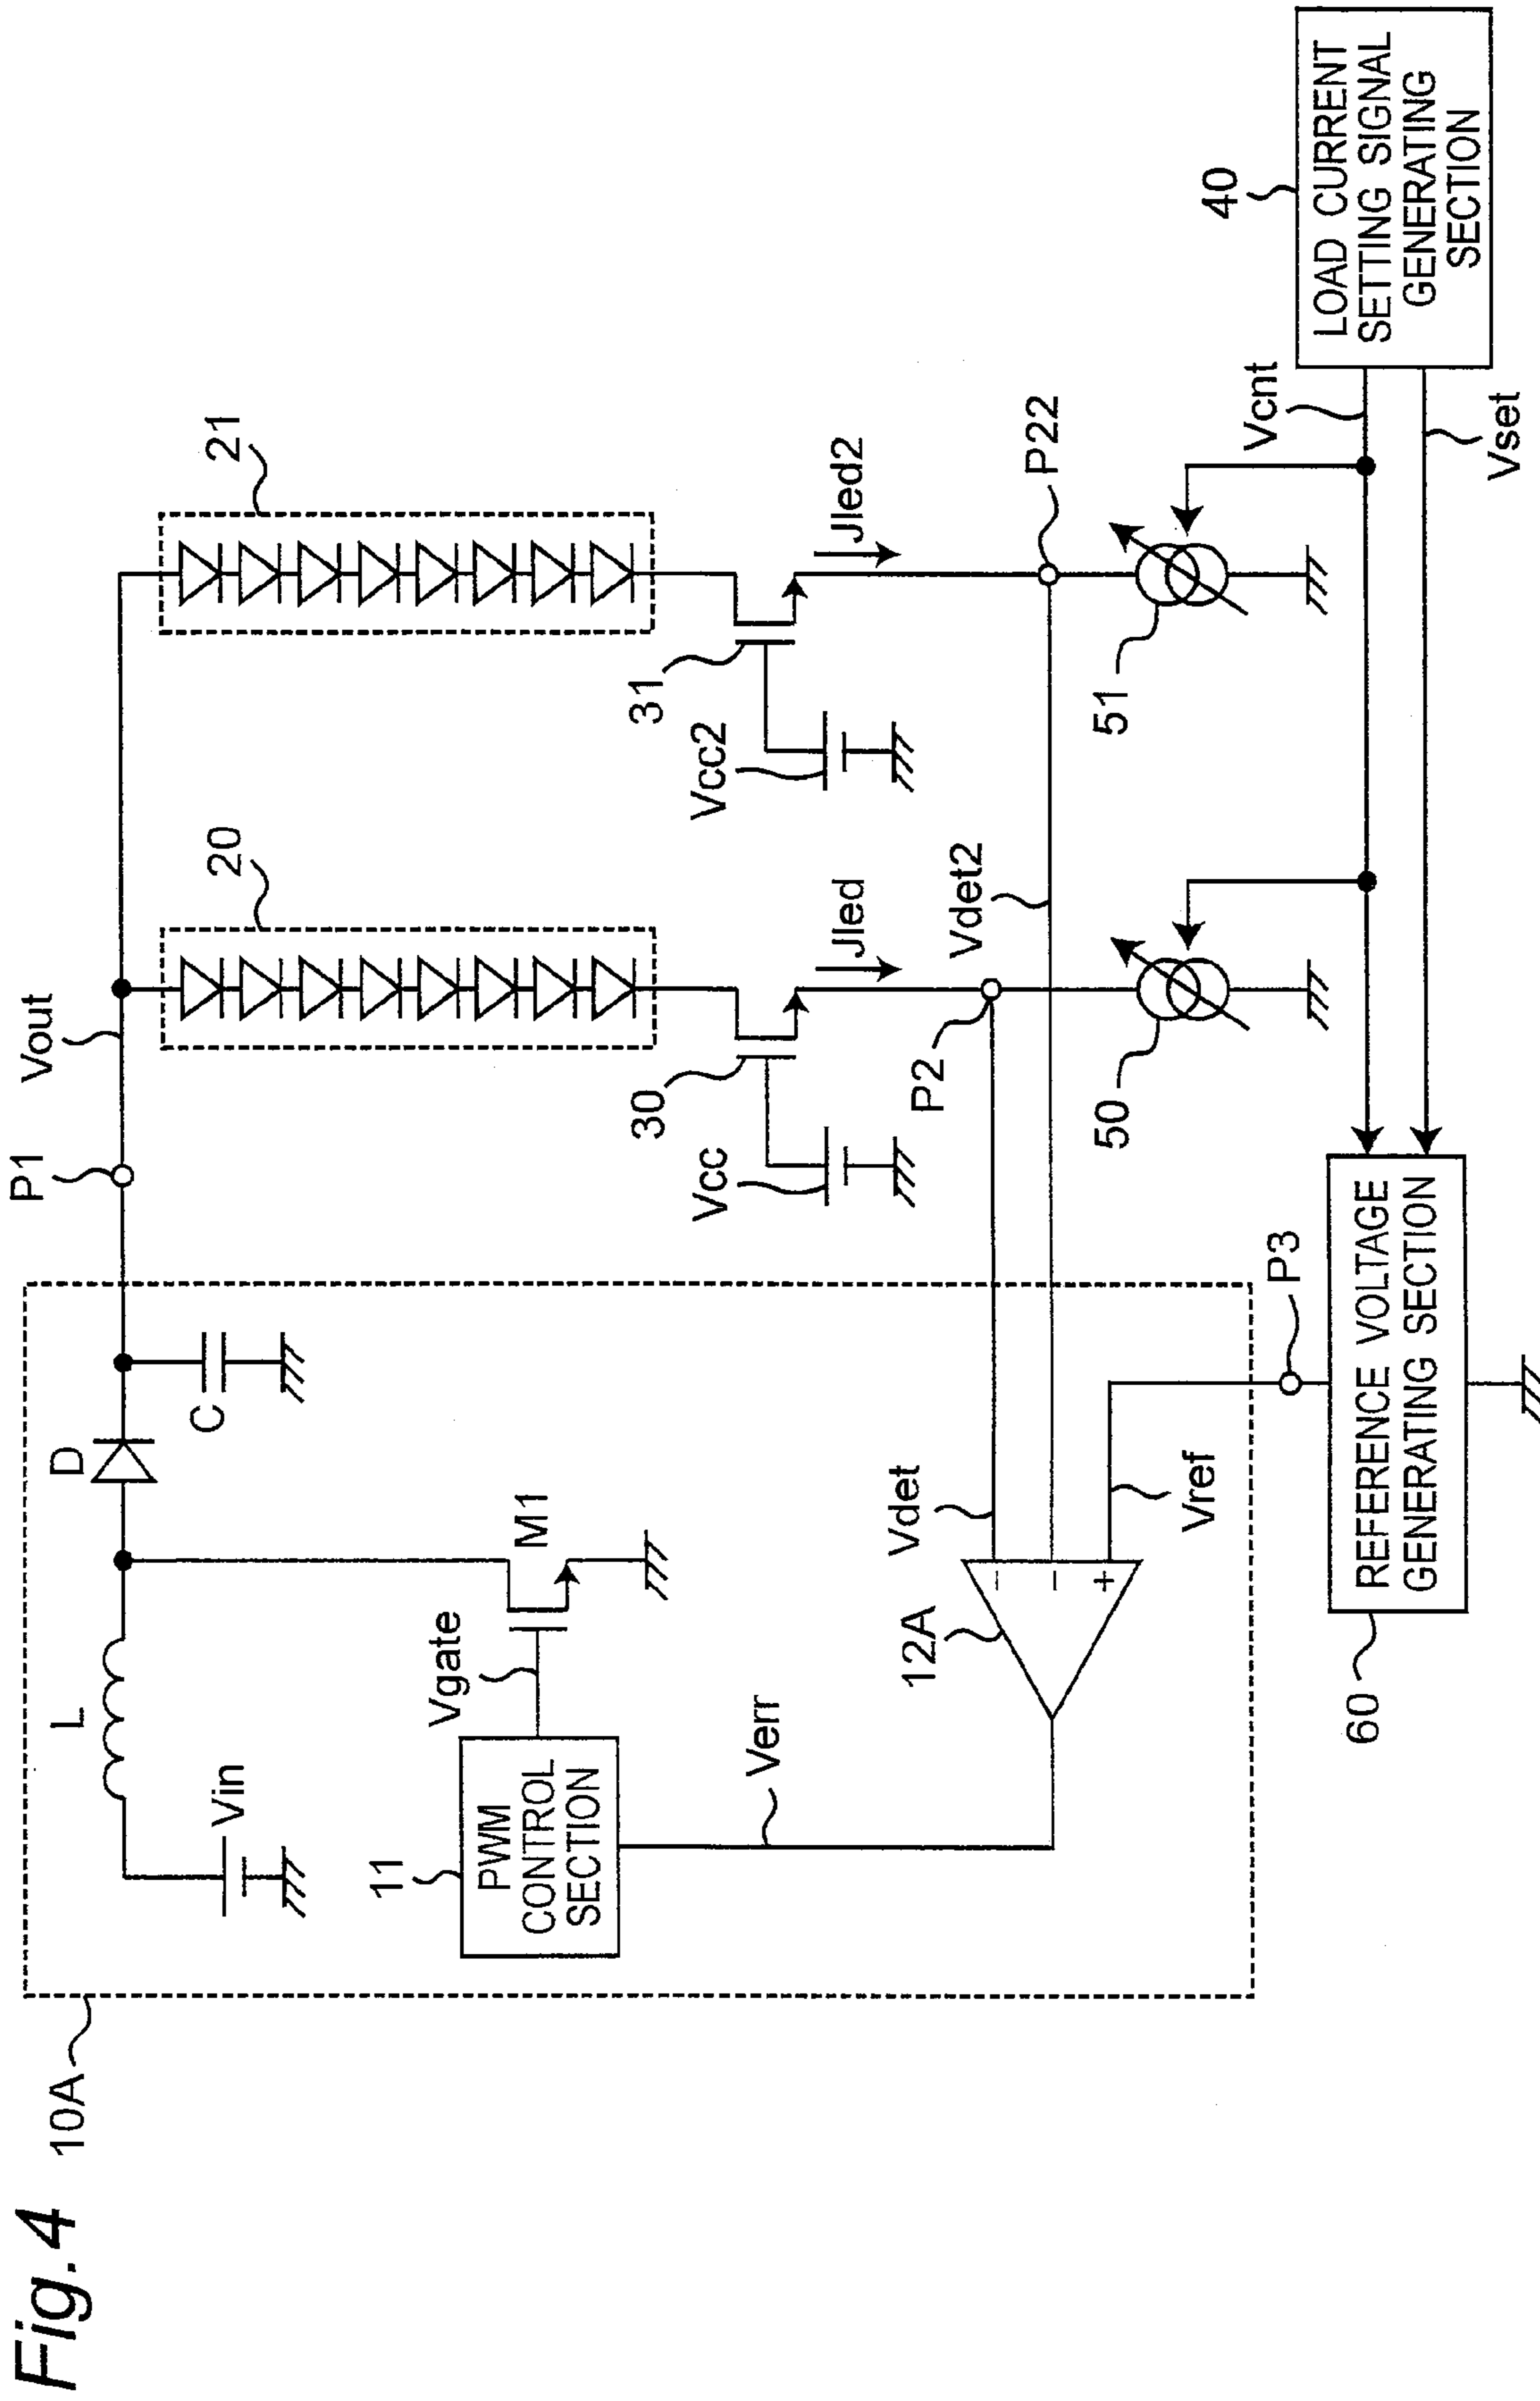 Fig.4
10A
Vin
L
D
C
P1
Vout
20
21
11
PWM
CONTROL
SECTION
Vgate
M1
Vcc
30
Vcc2
31
Jled
Jled2
Verr
12A
−
−
+
Vdet
Vref
P2
Vdet2
P22
50
51
P3
60
REFERENCE VOLTAGE
GENERATING SECTION
Vcnt
Vset
40
LOAD CURRENT
SETTING SIGNAL
GENERATING
SECTION